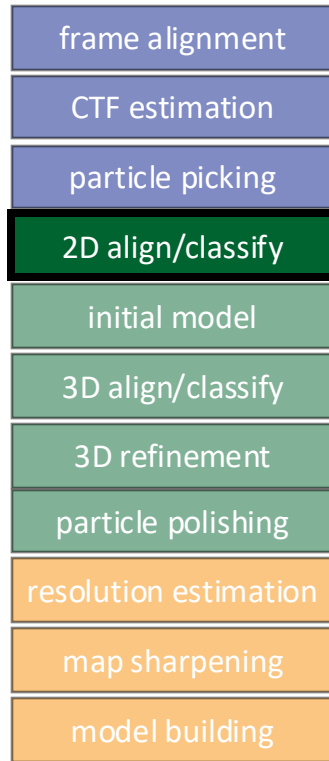 frame alignment
CTF estimation
particle picking
2D align/classify
initial model
3D align/classify
3D refinement
particle polishing
resolution estimation
map sharpening
model building